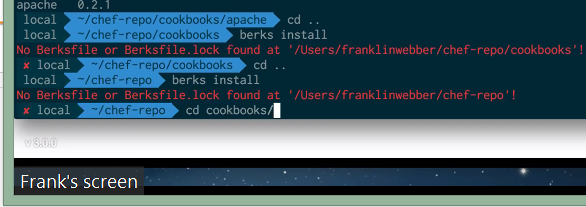 apache 0.2.1
local ~/chef-repo/cookbooks/apache cd ..
local ~/chef-repo/cookbooks berks install
No Berksfile or Berksfile.lock found at '/Users/franklinwebber/chef-repo/cookbooks'!
✘ local ~/chef-repo/cookbooks cd ..
local ~/chef-repo berks install
No Berksfile or Berksfile.lock found at '/Users/franklinwebber/chef-repo'!
✘ local ~/chef-repo cd cookbooks/
v 3.0.0
Frank's screen